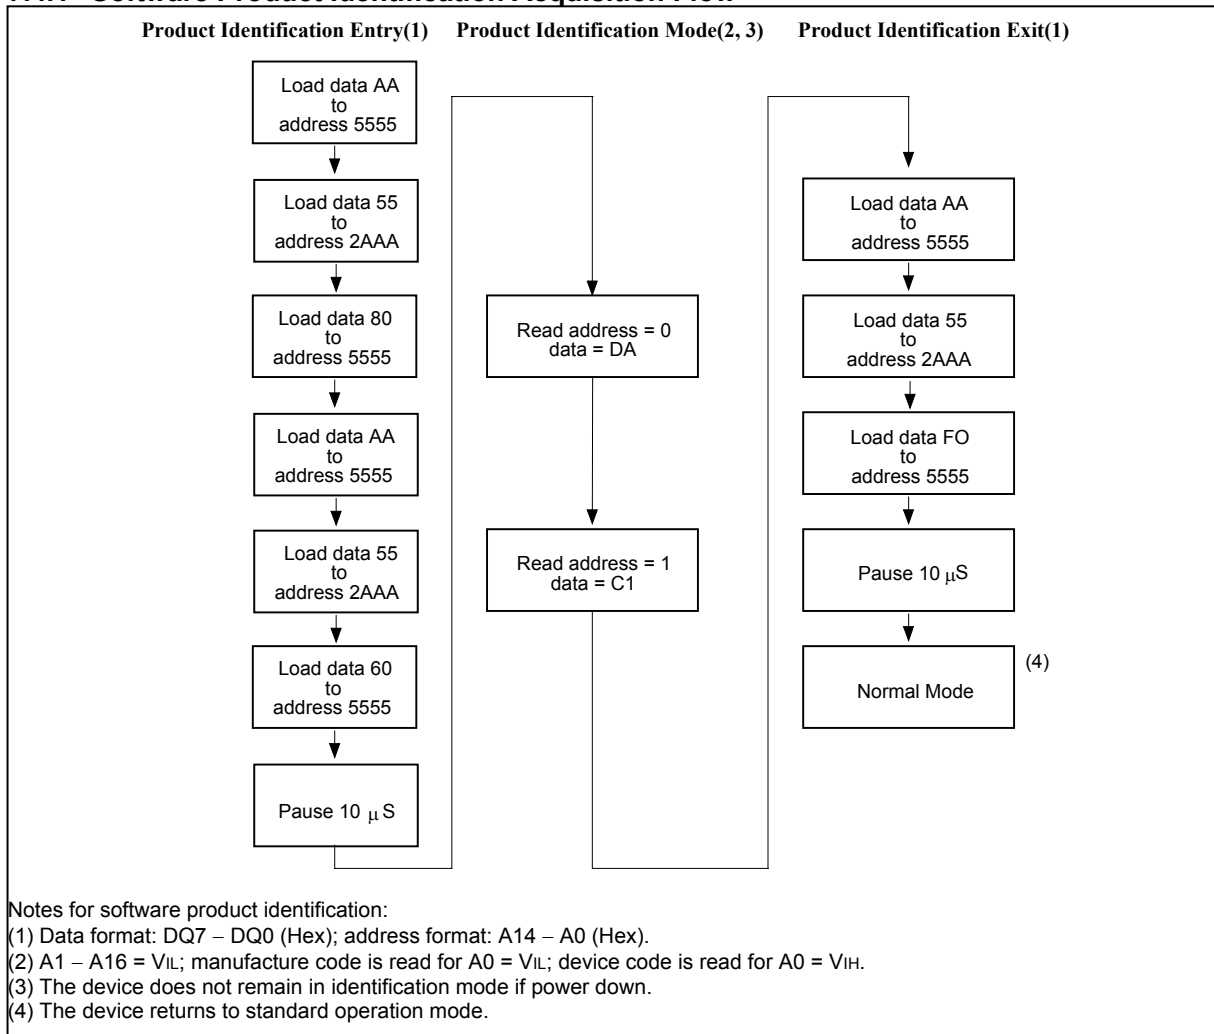 Product Identification Entry(1)
Product Identification Mode(2, 3)
Product Identification Exit(1)
Load data AA
to
address 5555
Load data 55
to
address 2AAA
Load data 80
to
address 5555
Load data AA
to
address 5555
Load data 55
to
address 2AAA
Load data 60
to
address 5555
Pause 10 μ S
Read address = 0
data = DA
Read address = 1
data = C1
Load data AA
to
address 5555
Load data 55
to
address 2AAA
Load data FO
to
address 5555
Pause 10 μS
Normal Mode
(4)
Notes for software product identification:
(1) Data format: DQ7 – DQ0 (Hex); address format: A14 – A0 (Hex).
(2) A1 – A16 = VIL; manufacture code is read for A0 = VIL; device code is read for A0 = VIH.
(3) The device does not remain in identification mode if power down.
(4) The device returns to standard operation mode.